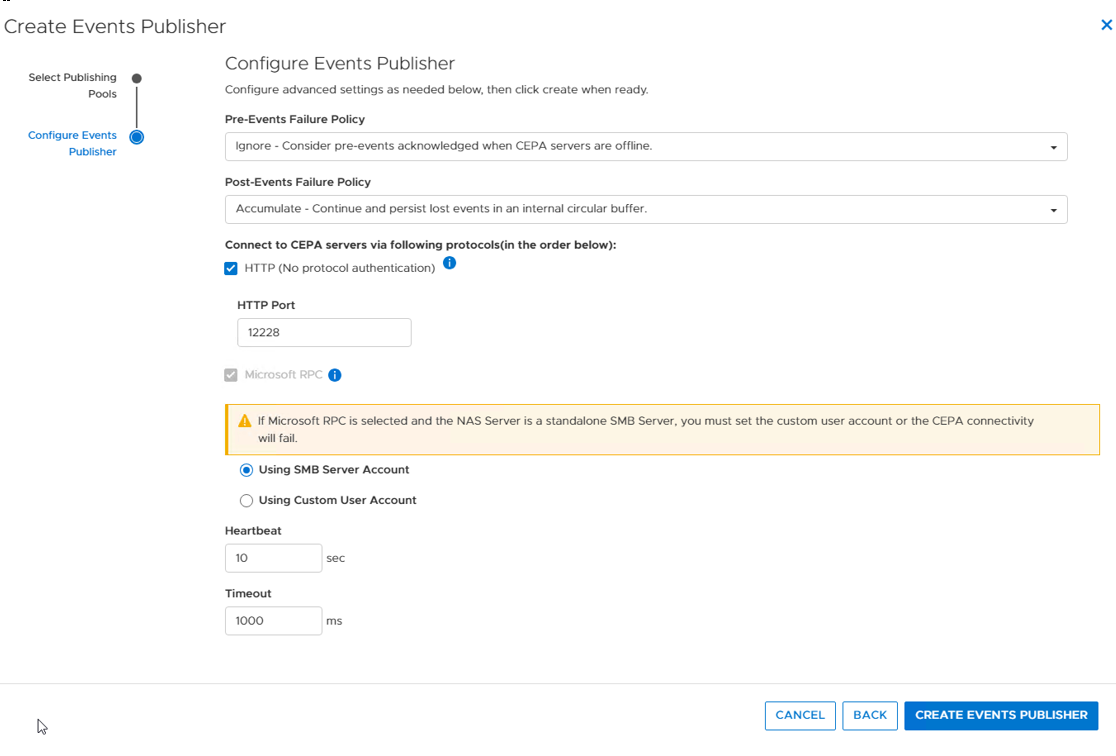 Create Events Publisher
Select Publishing
Pools
Configure Events
Publisher
Configure Events Publisher
Configure advanced settings as needed below, then click create when ready.
Pre-Events Failure Policy
Ignore - Consider pre-events acknowledged when CEPA servers are offline.
Post-Events Failure Policy
Accumulate - Continue and persist lost events in an internal circular buffer.
Connect to CEPA servers via following protocols(in the order below):
HTTP (No protocol authentication)
HTTP Port
12228
Microsoft RPC
If Microsoft RPC is selected and the NAS Server is a standalone SMB Server, you must set the custom user account or the CEPA connectivity
will fail.
Using SMB Server Account
Using Custom User Account
Heartbeat
10 sec
Timeout
1000 ms
CANCEL BACK CREATE EVENTS PUBLISHER